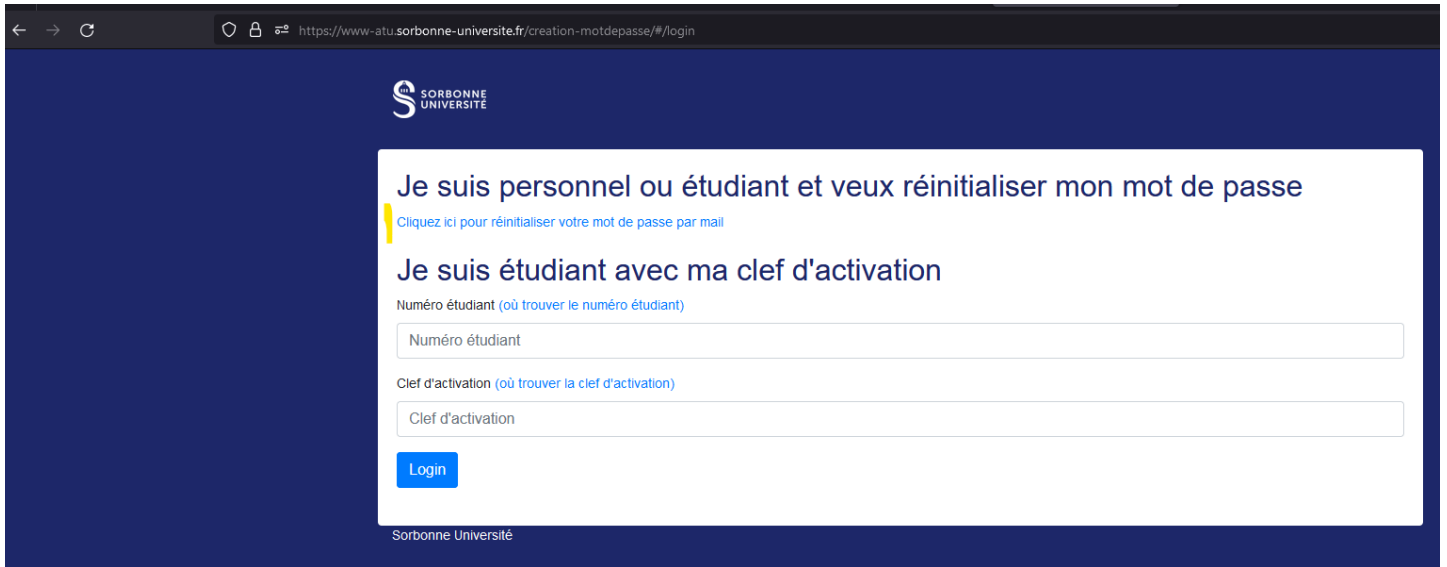 https://www-atu.sorbonne-universite.fr/creation-motdepasse/#/login
SORBONNE
UNIVERSITÉ
Je suis personnel ou étudiant et veux réinitialiser mon mot de passe
Cliquez ici pour réinitialiser votre mot de passe par mail
Je suis étudiant avec ma clef d'activation
Numéro étudiant (où trouver le numéro étudiant)
Numéro étudiant
Clef d'activation (où trouver la clef d'activation)
Clef d'activation
Login
Sorbonne Université